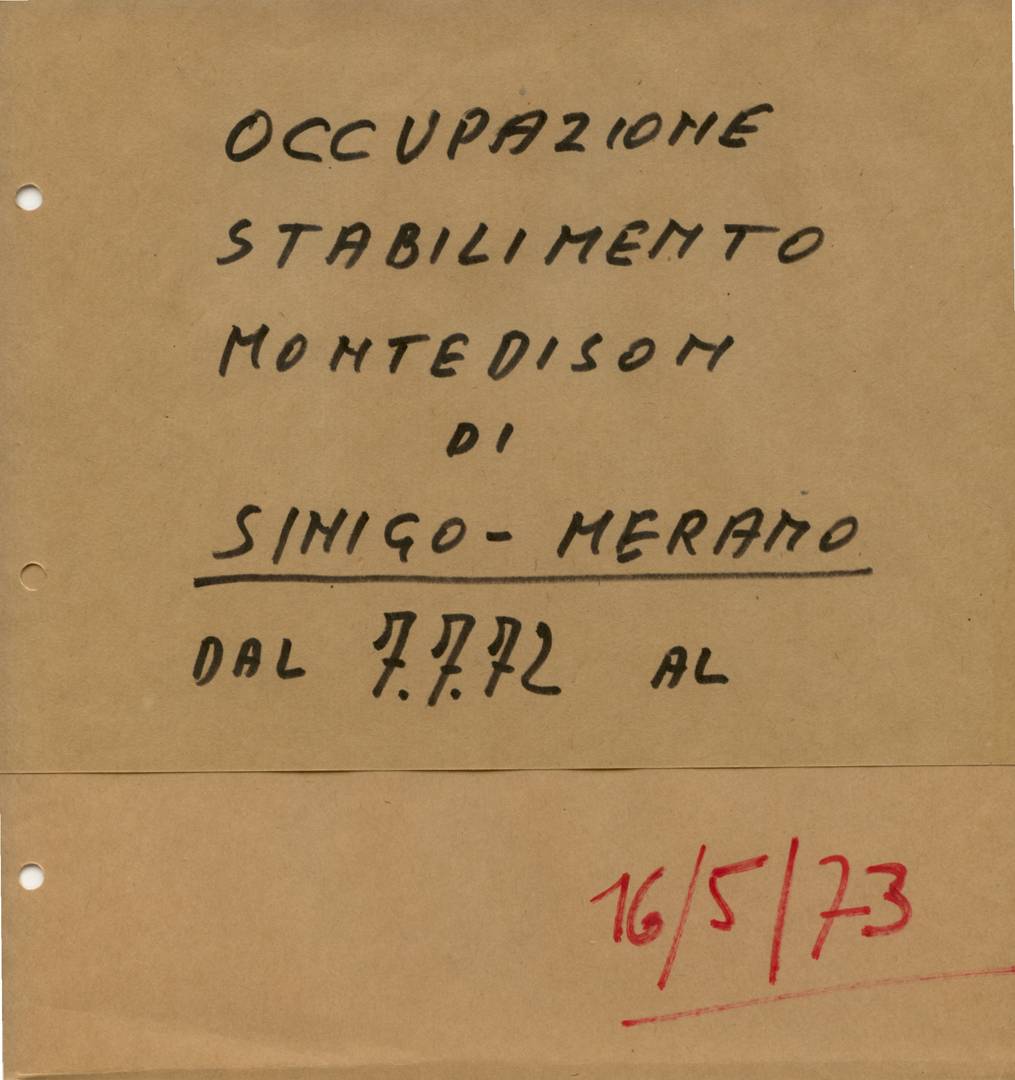 OCCUPAZIONE
STABILIMENTO
MONTEDISON
DI
SINIGO - MERANO
DAL 7.7.72 AL
16/5/73